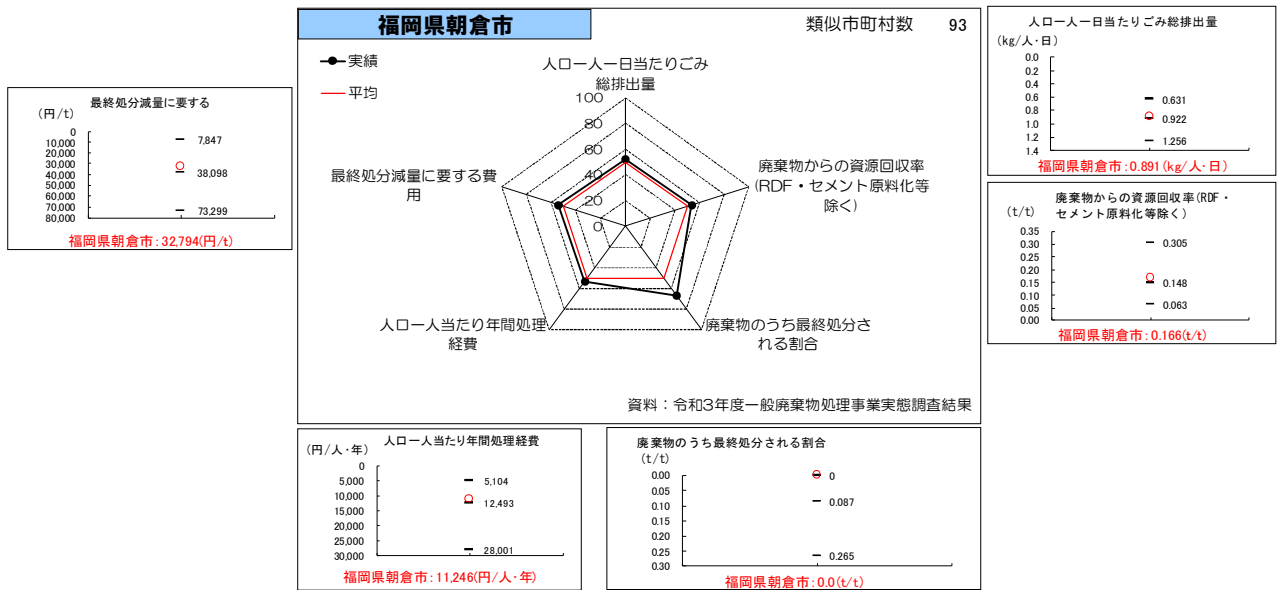 福岡県朝倉市
類似市町村数 93
実績
平均
人口一人一日当たりごみ
総排出量
100
80
60
40
20
0
廃棄物からの資源回収率
(RDF・セメント原料化等
除く)
廃棄物のうち最終処分さ
れる割合
人口一人当たり年間処理
経費
最終処分減量に要する費
用
資料：令和3年度一般廃棄物処理事業実態調査結果
最終処分減量に要する
(円/t)
0
10,000
20,000
30,000
40,000
50,000
60,000
70,000
80,000
7,847
38,098
73,299
福岡県朝倉市:32,794(円/t)
人口一人一日当たりごみ総排出量
(kg/人・日)
0.0
0.2
0.4
0.6
0.8
1.0
1.2
1.4
0.631
0.922
1.256
福岡県朝倉市:0.891(kg/人・日)
廃棄物からの資源回収率(RDF・
セメント原料化等除く)
(t/t)
0.35
0.30
0.25
0.20
0.15
0.10
0.05
0.00
0.305
0.148
0.063
福岡県朝倉市:0.166(t/t)
人口一人当たり年間処理経費
(円/人・年)
0
5,000
10,000
15,000
20,000
25,000
30,000
5,104
12,493
28,001
福岡県朝倉市:11,246(円/人・年)
廃棄物のうち最終処分される割合
(t/t)
0.00
0.05
0.10
0.15
0.20
0.25
0.30
0
0.087
0.265
福岡県朝倉市:0.0(t/t)